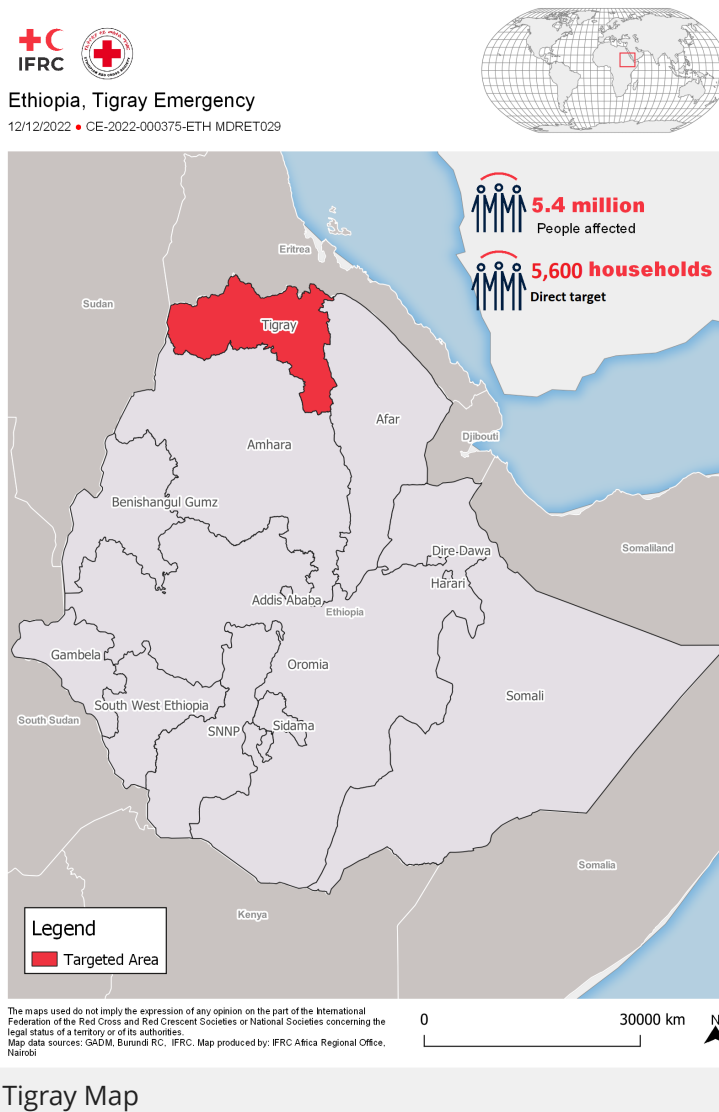 IFRC
Ethiopia, Tigray Emergency
12/12/2022 ● CE-2022-000375-ETH MDRET029
5.4 million
People affected
5,600 households
Direct target
Eritrea
Sudan
Tigray
Afar
Amhara
Djibouti
Benishangul Gumz
Dire-Dawa
Somaliland
Harari
Addis Ababa
Ethiopia
Gambela
Oromia
Somali
South West Ethiopia
South Sudan
SNNP
Sidama
Somalia
Kenya
Legend
Targeted Area
The maps used do not imply the expression of any opinion on the part of the International
Federation of the Red Cross and Red Crescent Societies or National Societies concerning the
legal status of a territory or of its authorities.
Map data sources: GADM, Burundi RC, IFRC. Map produced by: IFRC Africa Regional Office,
Nairobi
0 30000 km
N
Tigray Map